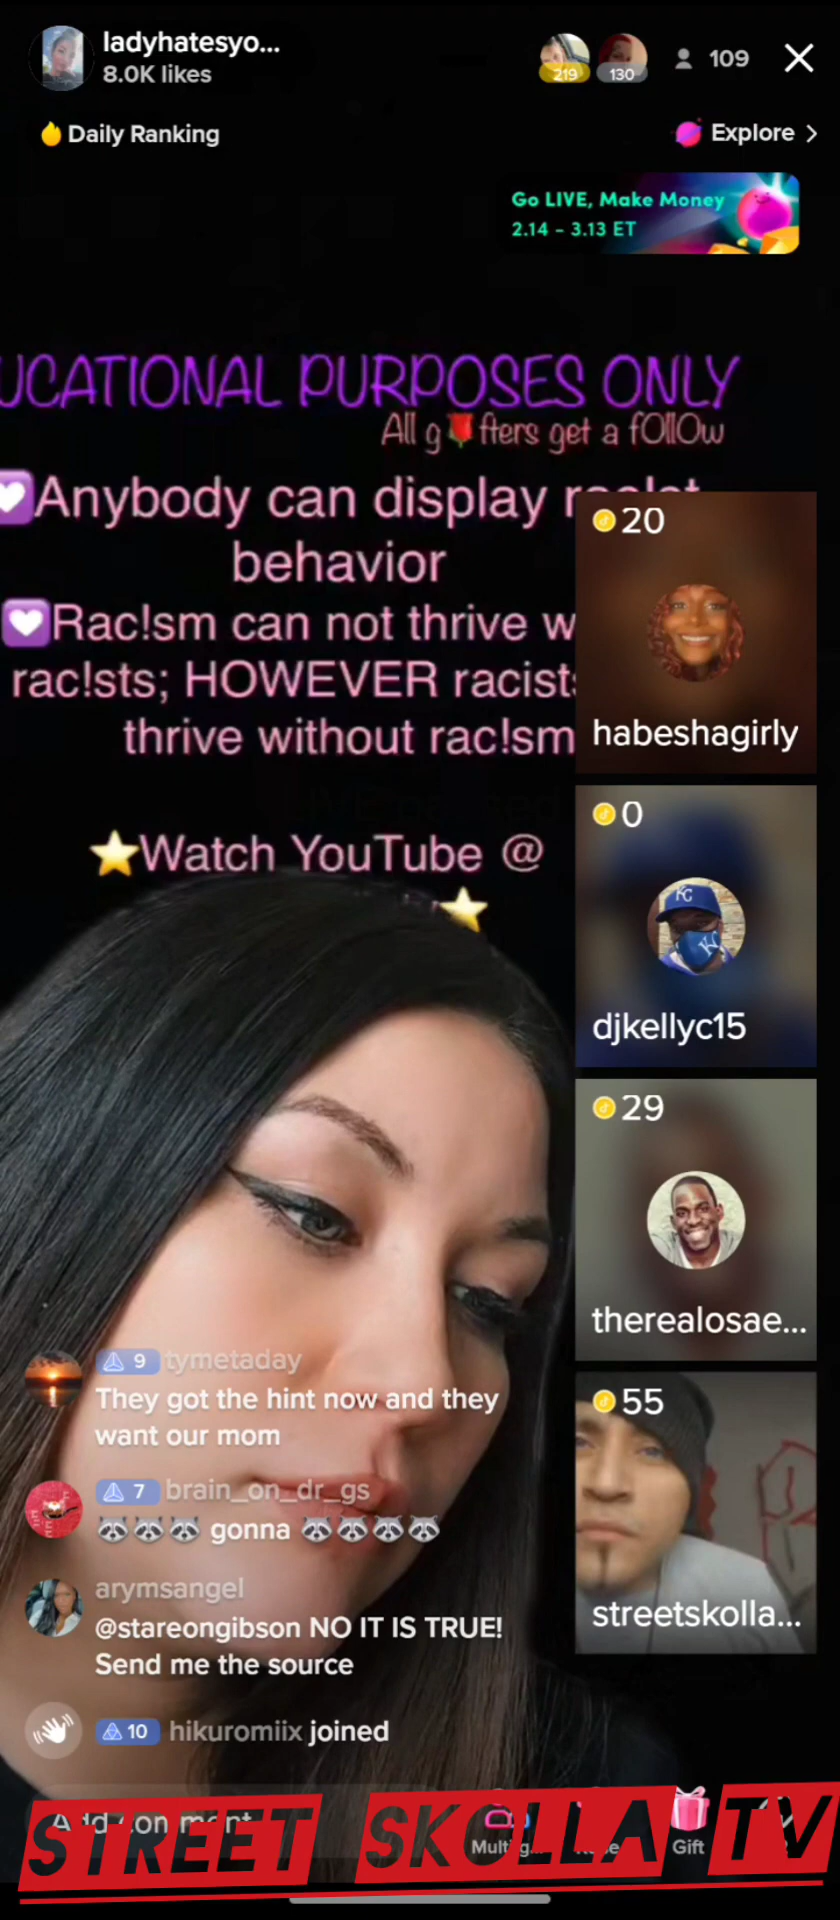 ladyhatesyo...
8.0K likes
219
130
109
Daily Ranking
Explore >
Go LIVE, Make Money
2.14 - 3.13 ET
UCATIONAL PURPOSES ONLY
All g🌹fters get a fOllOw
💟Anybody can display
behavior
💟Rac!sm can not thrive
rac!sts; HOWEVER
thrive without rac!sm
⭐Watch YouTube @
⭐
20
habeshagirly
0
KC
djkellyc15
29
therealosae...
55
streetskolla...
9 tymetaday
They got the hint now and they
want our mom
7 brain_on_dr_gs
🦝🦝🦝 gonna 🦝🦝🦝🦝
arymsangel
@stareongibson NO IT IS TRUE!
Send me the source
10 hikuromiix joined
Add comment...
Gift
STREET SKOLLA TV